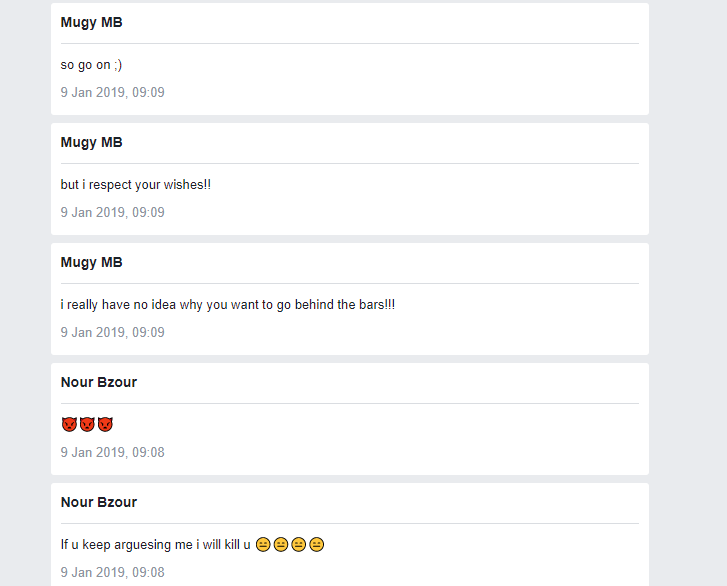 Mugy MB
so go on ;)
9 Jan 2019, 09:09
Mugy MB
but i respect your wishes!!
9 Jan 2019, 09:09
Mugy MB
i really have no idea why you want to go behind the bars!!!
9 Jan 2019, 09:09
Nour Bzour
👿👿👿
9 Jan 2019, 09:08
Nour Bzour
If u keep arguesing me i will kill u 😑😑😑😑
9 Jan 2019, 09:08